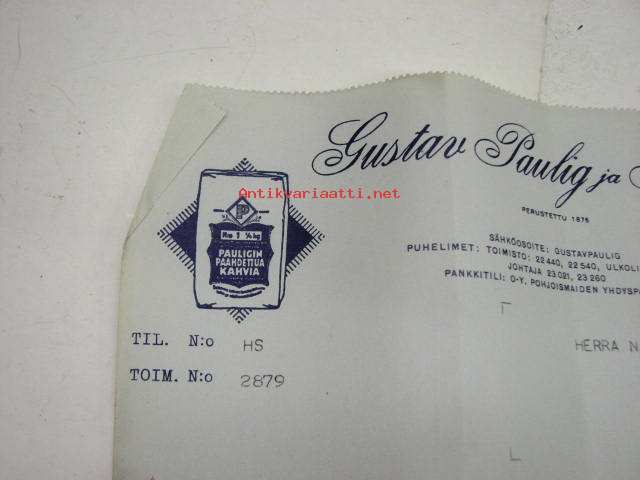 Gustav Paulig ja
Antikvariaatti.net
P
No 1 ¼ kg
PAULIGIN
PAAHDETTUA
KAHVIA
PERUSTETTU 1876
SÄHKÖOSOITE: GUSTAVPAULIG
PUHELIMET: TOIMISTO: 22 440, 22 540, ULKOLI
JOHTAJA 23 021, 23 260
PANKKITILI: O-Y. POHJOISMAIDEN YHDYSP
TIL. N:o HS
HERRA N
TOIM. N:o 2879